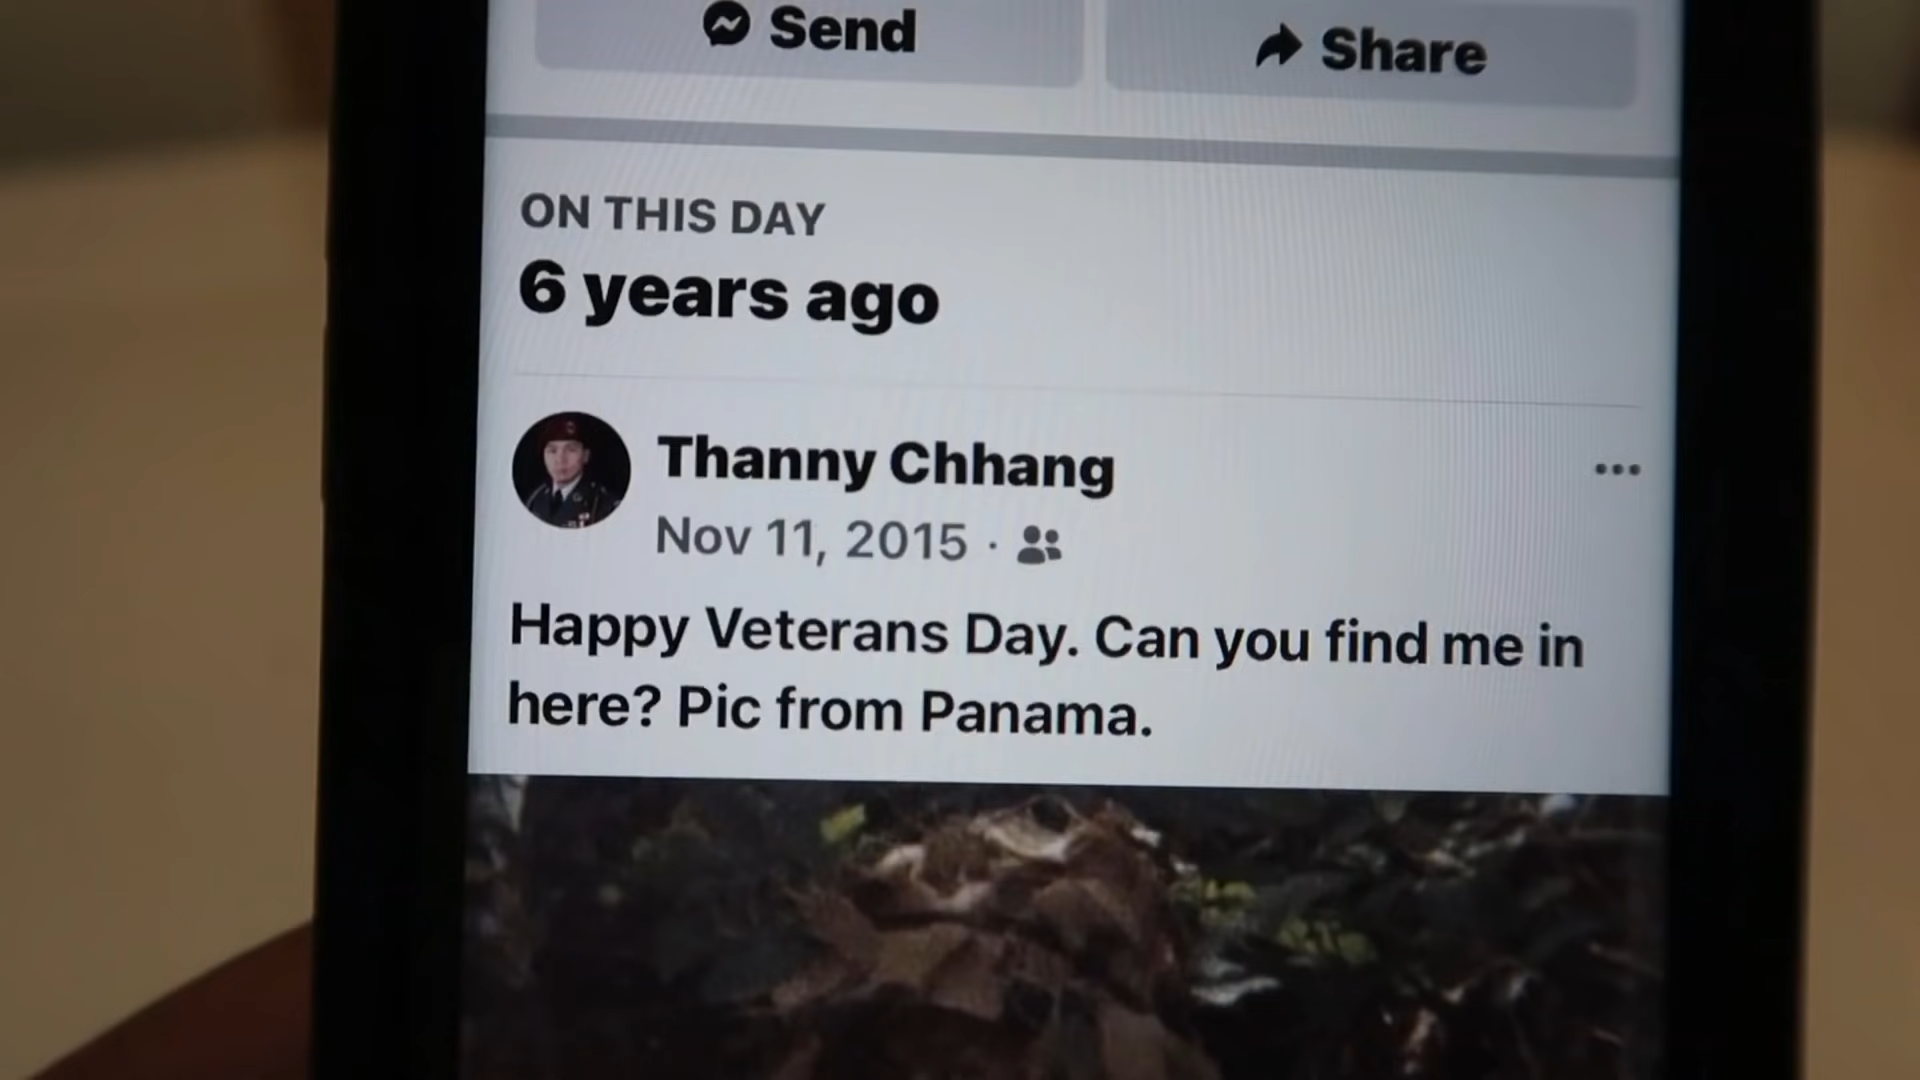 Send
Share
ON THIS DAY
6 years ago
Thanny Chhang
Nov 11, 2015 ·
Happy Veterans Day. Can you find me in
here? Pic from Panama.